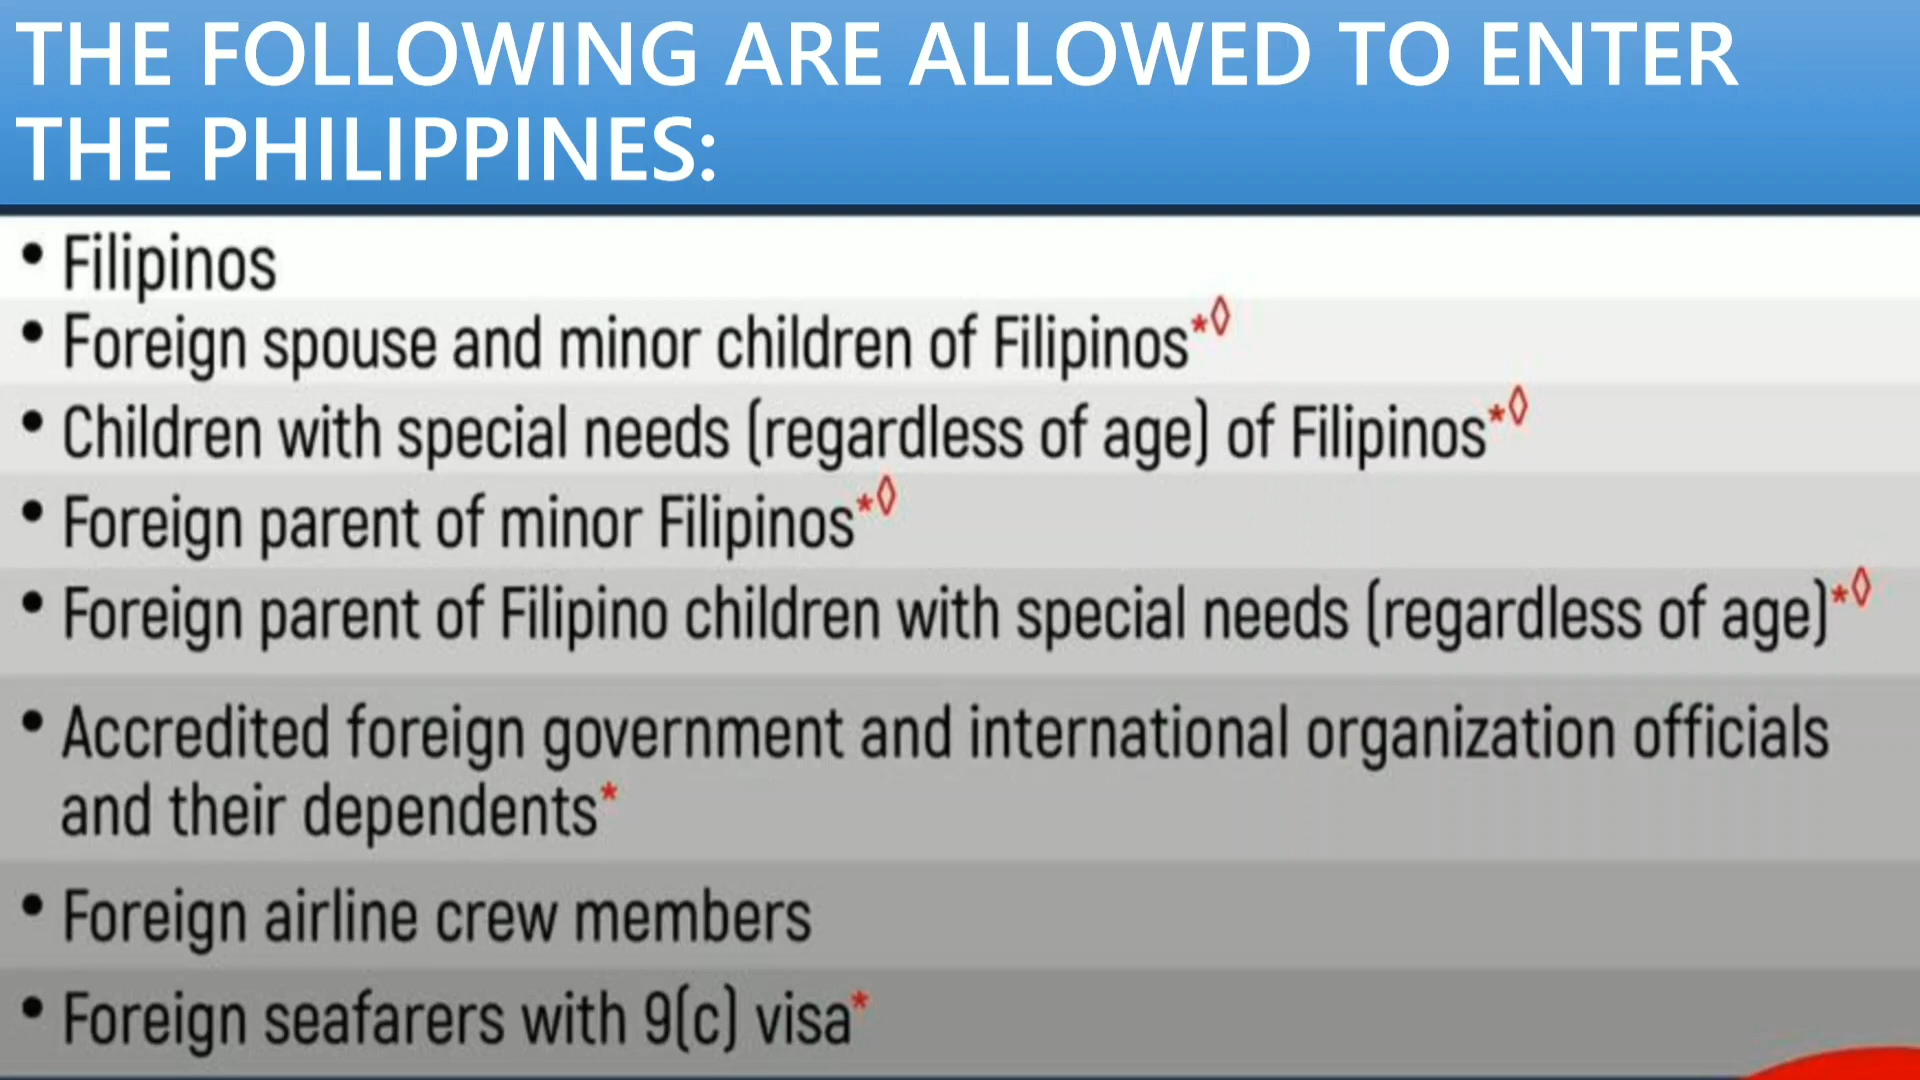 THE FOLLOWING ARE ALLOWED TO ENTER
THE PHILIPPINES:
• Filipinos
• Foreign spouse and minor children of Filipinos*◊
• Children with special needs (regardless of age) of Filipinos*◊
• Foreign parent of minor Filipinos*◊
• Foreign parent of Filipino children with special needs (regardless of age)*◊
• Accredited foreign government and international organization officials
and their dependents*
• Foreign airline crew members
• Foreign seafarers with 9(c) visa*